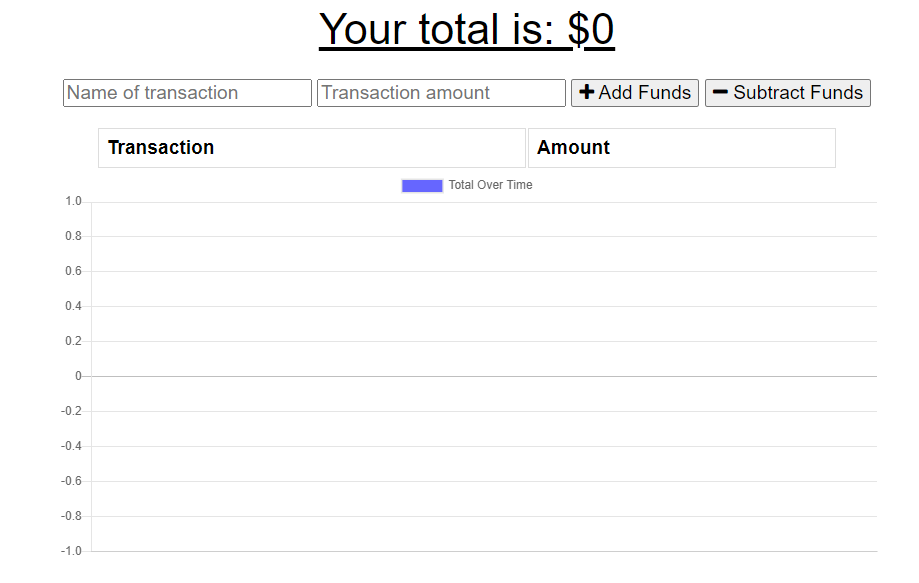 Your total is: $0
Name of transaction Transaction amount Add Funds Subtract Funds
Transaction Amount
Total Over Time
1.0
0.8
0.6
0.4
0.2
0
-0.2
-0.4
-0.6
-0.8
-1.0